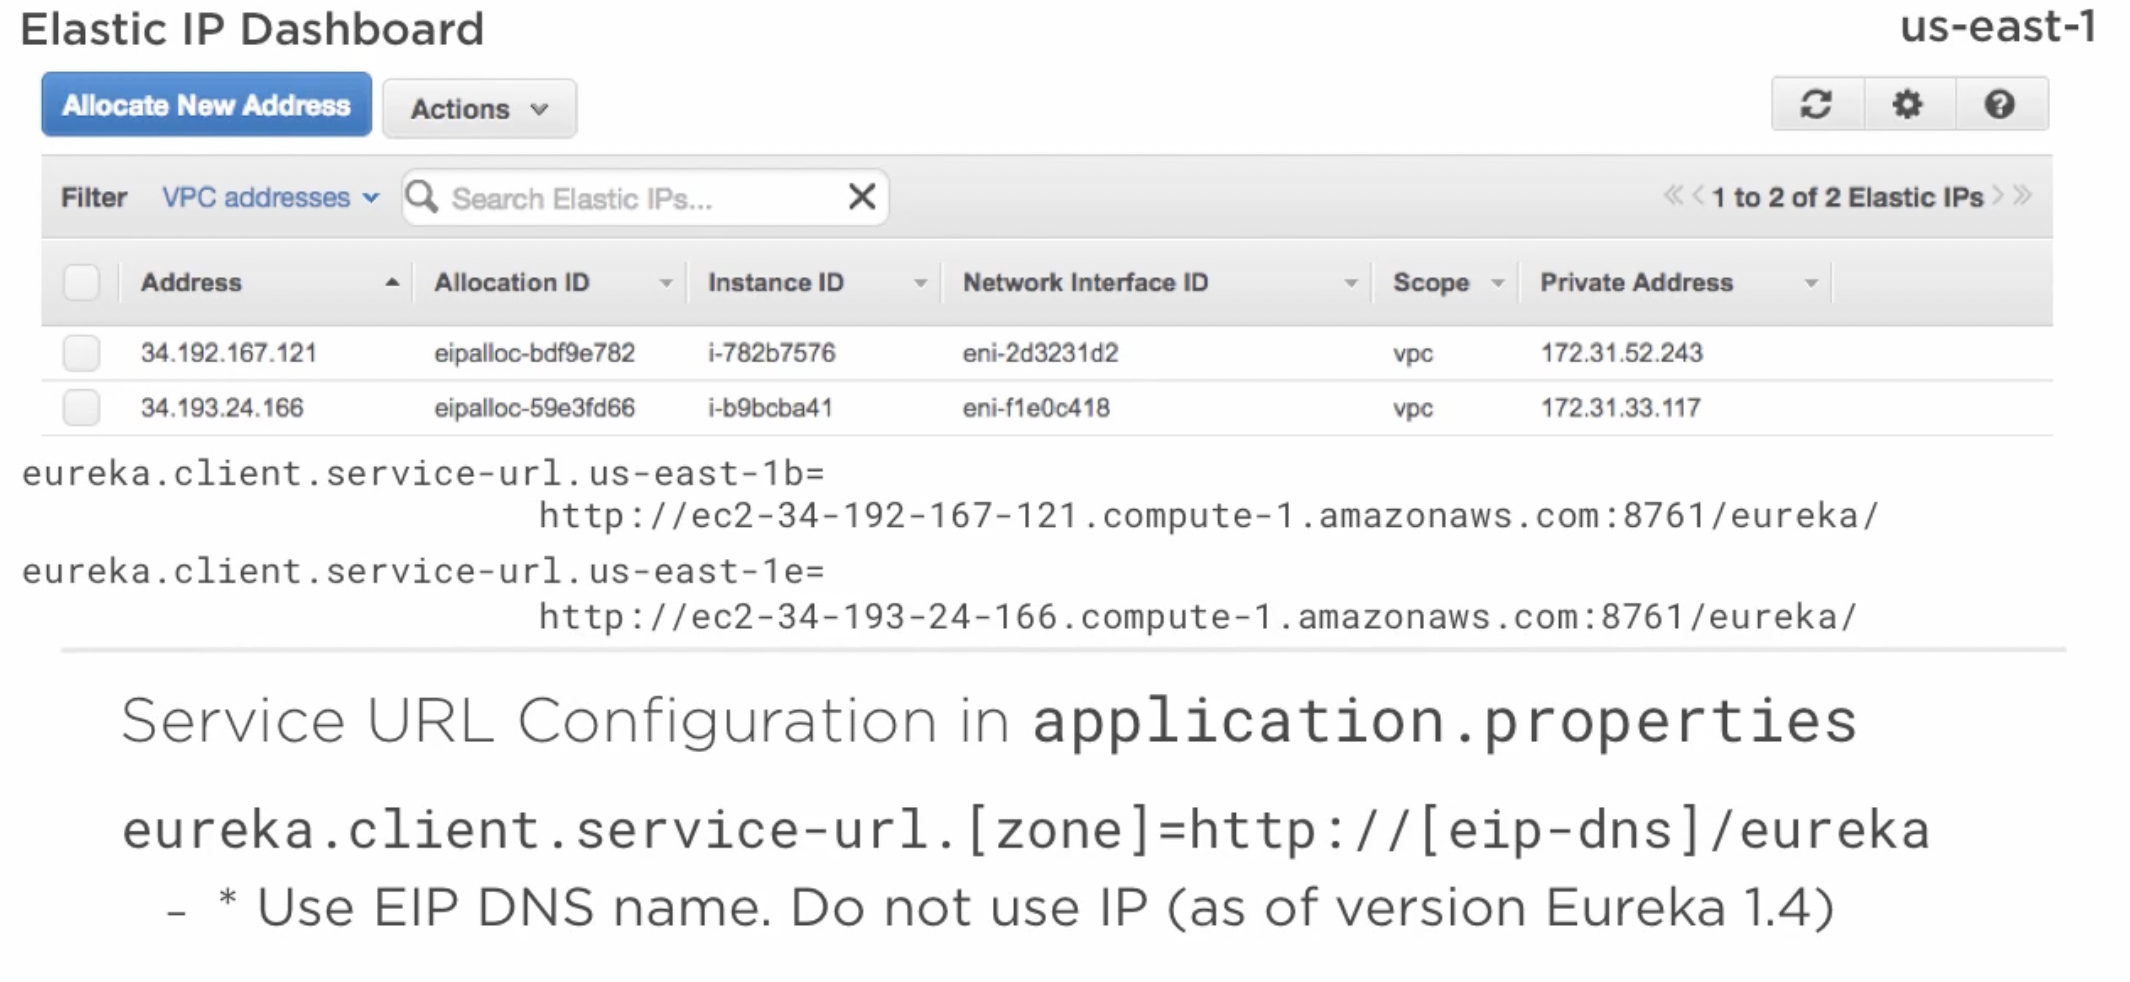 Elastic IP Dashboard us-east-1
Allocate New Address Actions
Filter VPC addresses Search Elastic IPs... 1 to 2 of 2 Elastic IPs
Address Allocation ID Instance ID Network Interface ID Scope Private Address
34.192.167.121 eipalloc-bdf9e782 i-782b7576 eni-2d3231d2 vpc 172.31.52.243
34.193.24.166 eipalloc-59e3fd66 i-b9bcba41 eni-f1e0c418 vpc 172.31.33.117
eureka.client.service-url.us-east-1b=
http://ec2-34-192-167-121.compute-1.amazonaws.com:8761/eureka/
eureka.client.service-url.us-east-1e=
http://ec2-34-193-24-166.compute-1.amazonaws.com:8761/eureka/
Service URL Configuration in application.properties
eureka.client.service-url.[zone]=http://[eip-dns]/eureka
- * Use EIP DNS name. Do not use IP (as of version Eureka 1.4)